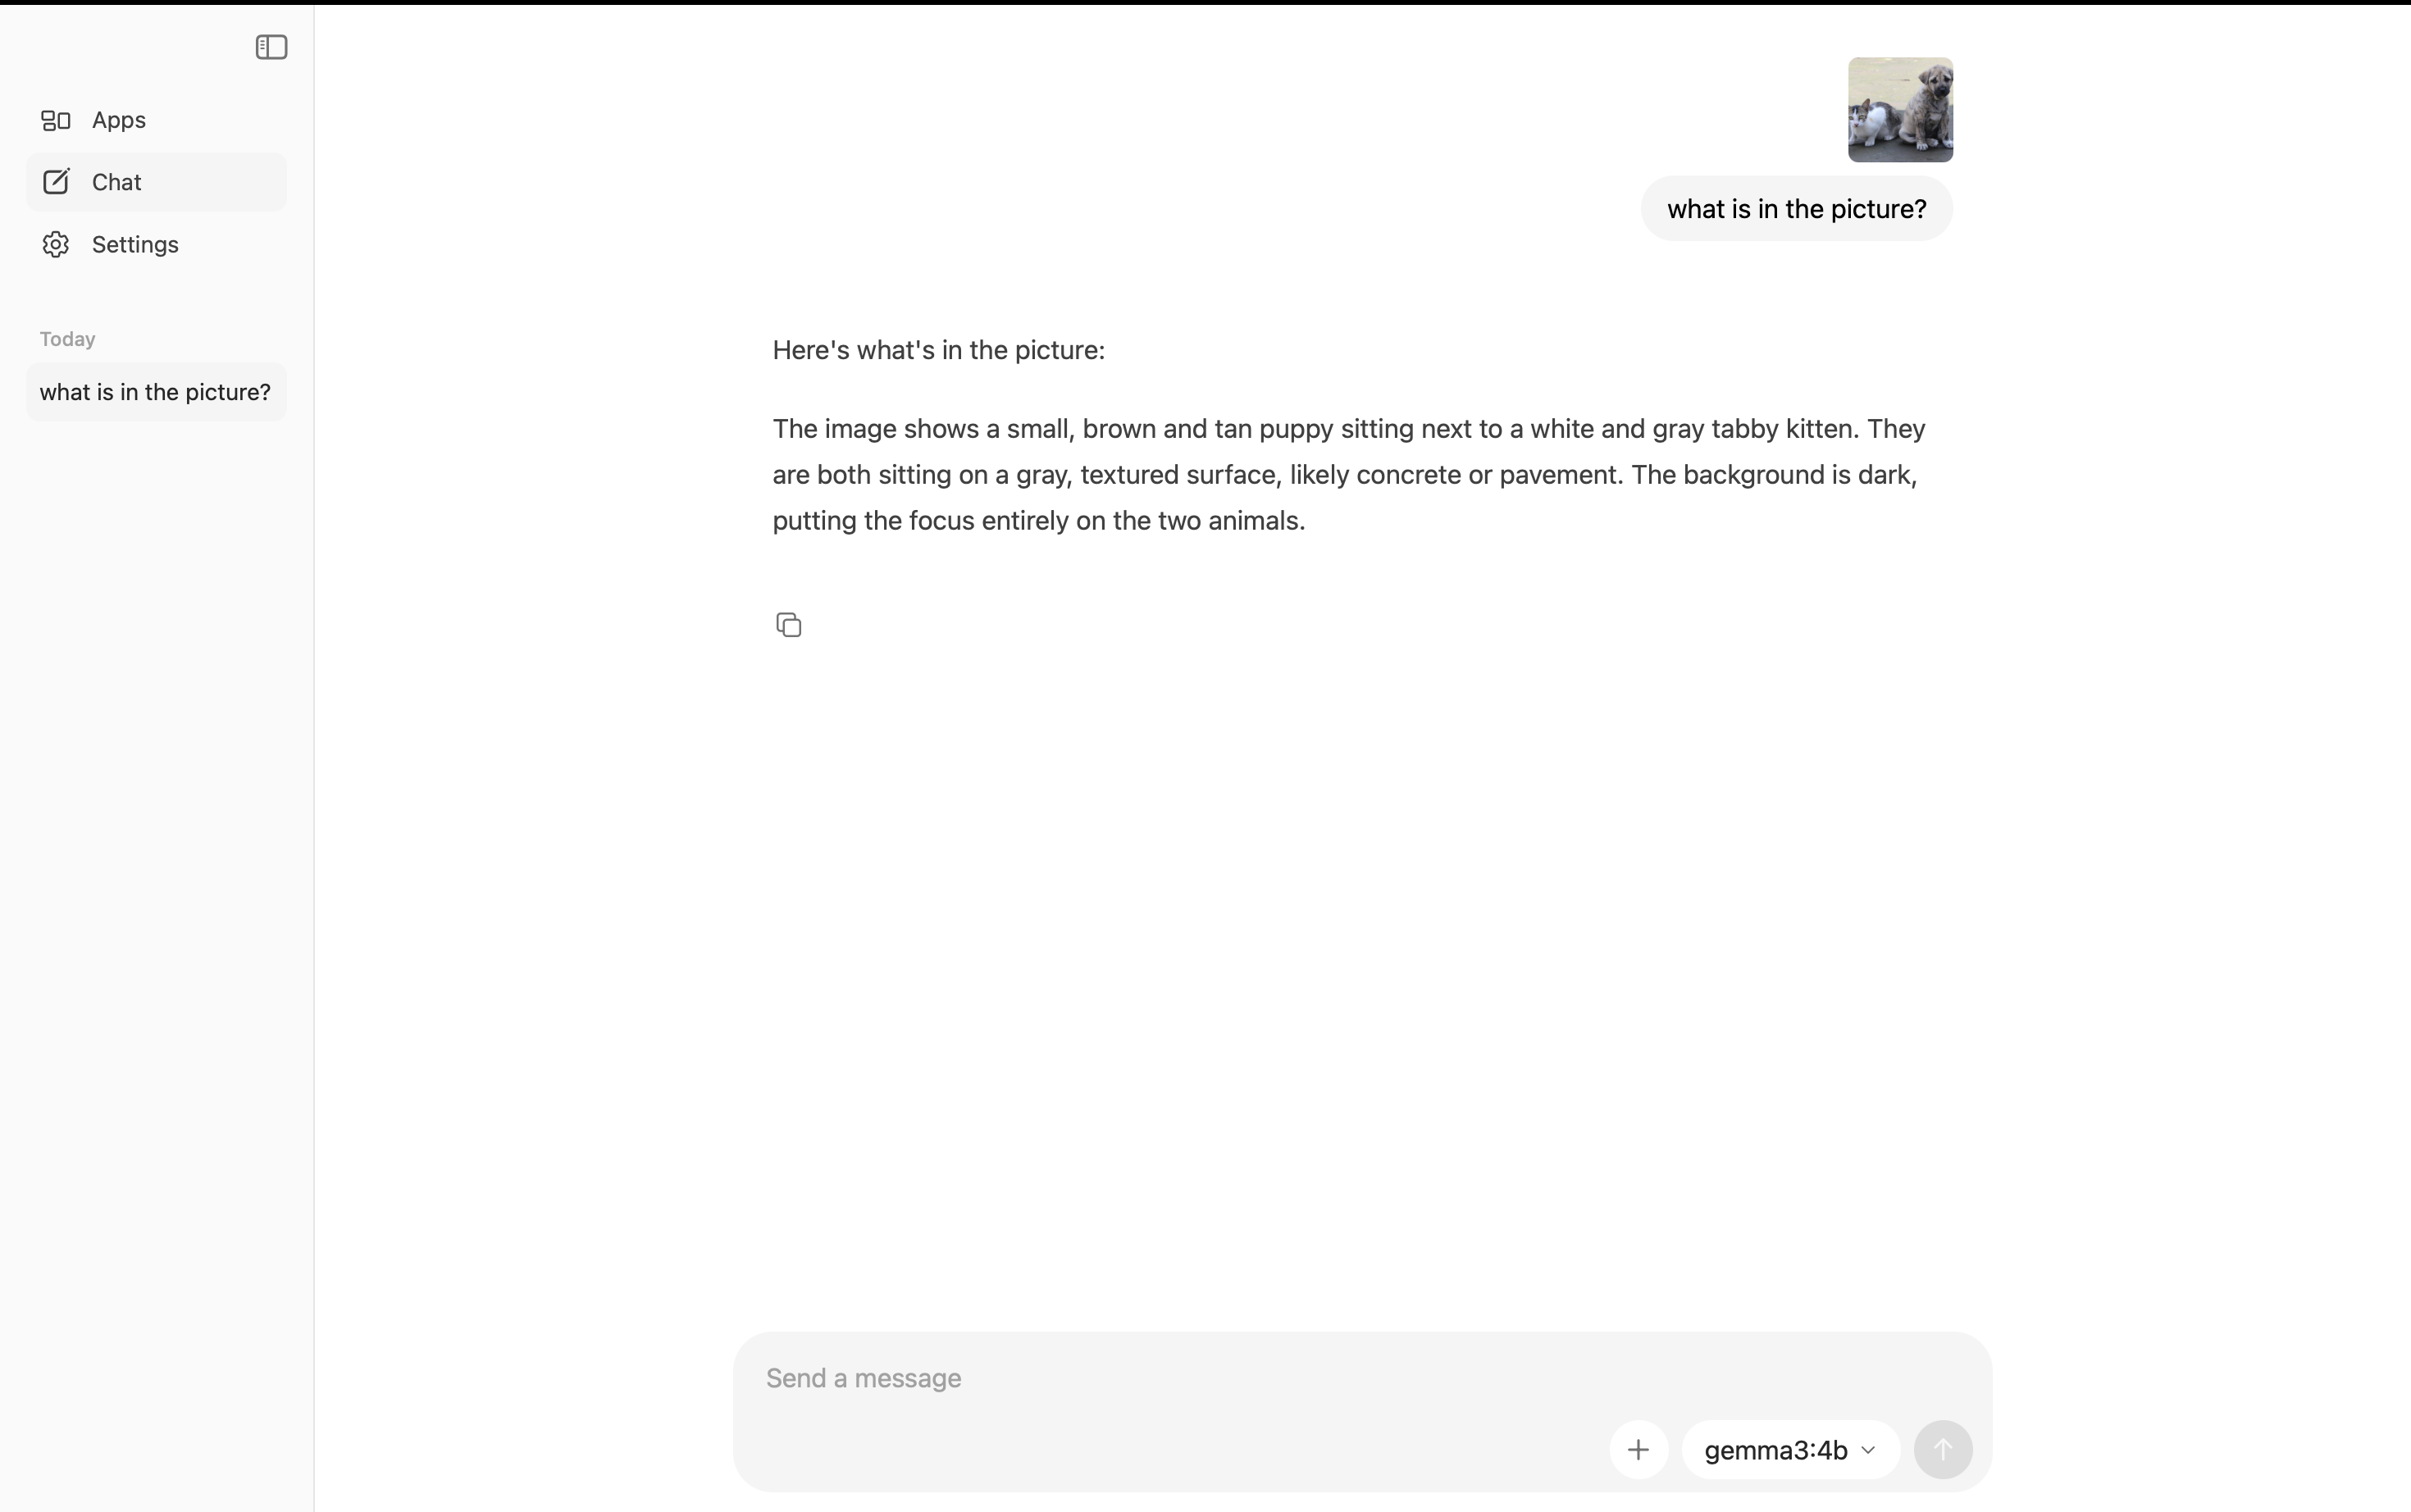 Apps
Chat
Settings
Today
what is in the picture?
what is in the picture?
Here's what's in the picture:
The image shows a small, brown and tan puppy sitting next to a white and gray tabby kitten. They
are both sitting on a gray, textured surface, likely concrete or pavement. The background is dark,
putting the focus entirely on the two animals.
Send a message
gemma3:4b